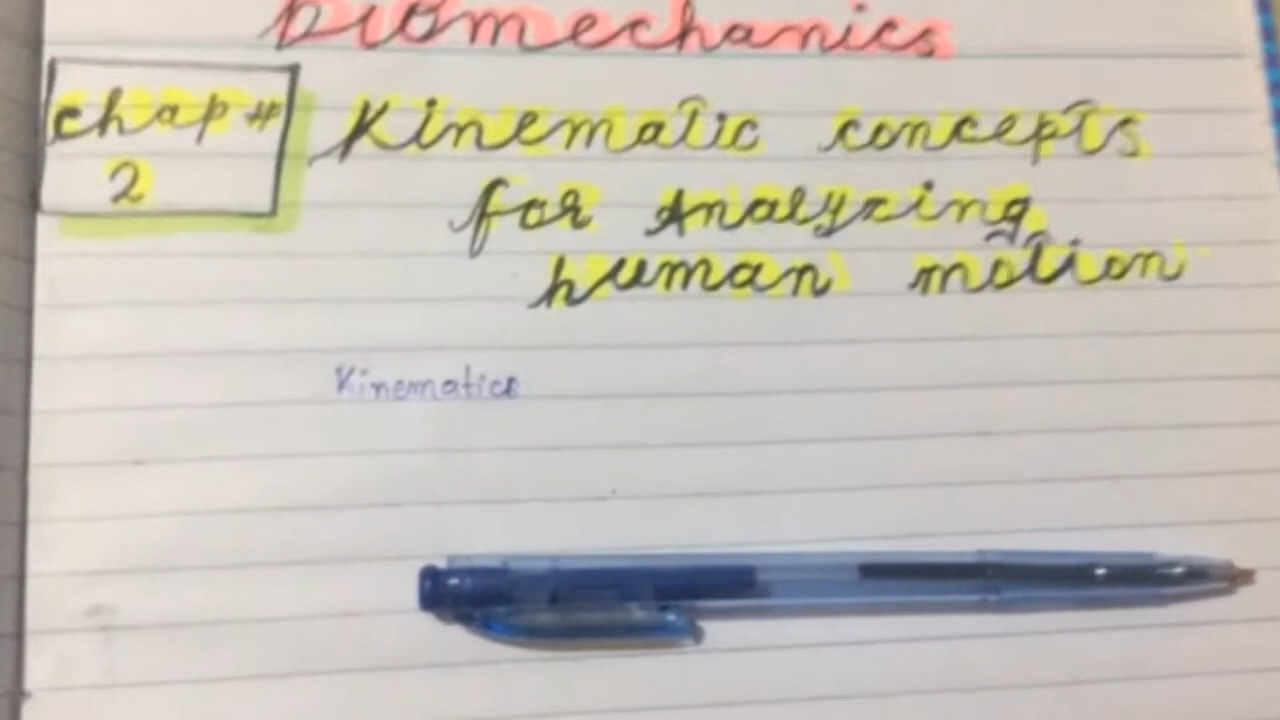 Biomechanics
Chap #
2
Kinematic concepts
for Analyzing
human motion
Kinematics